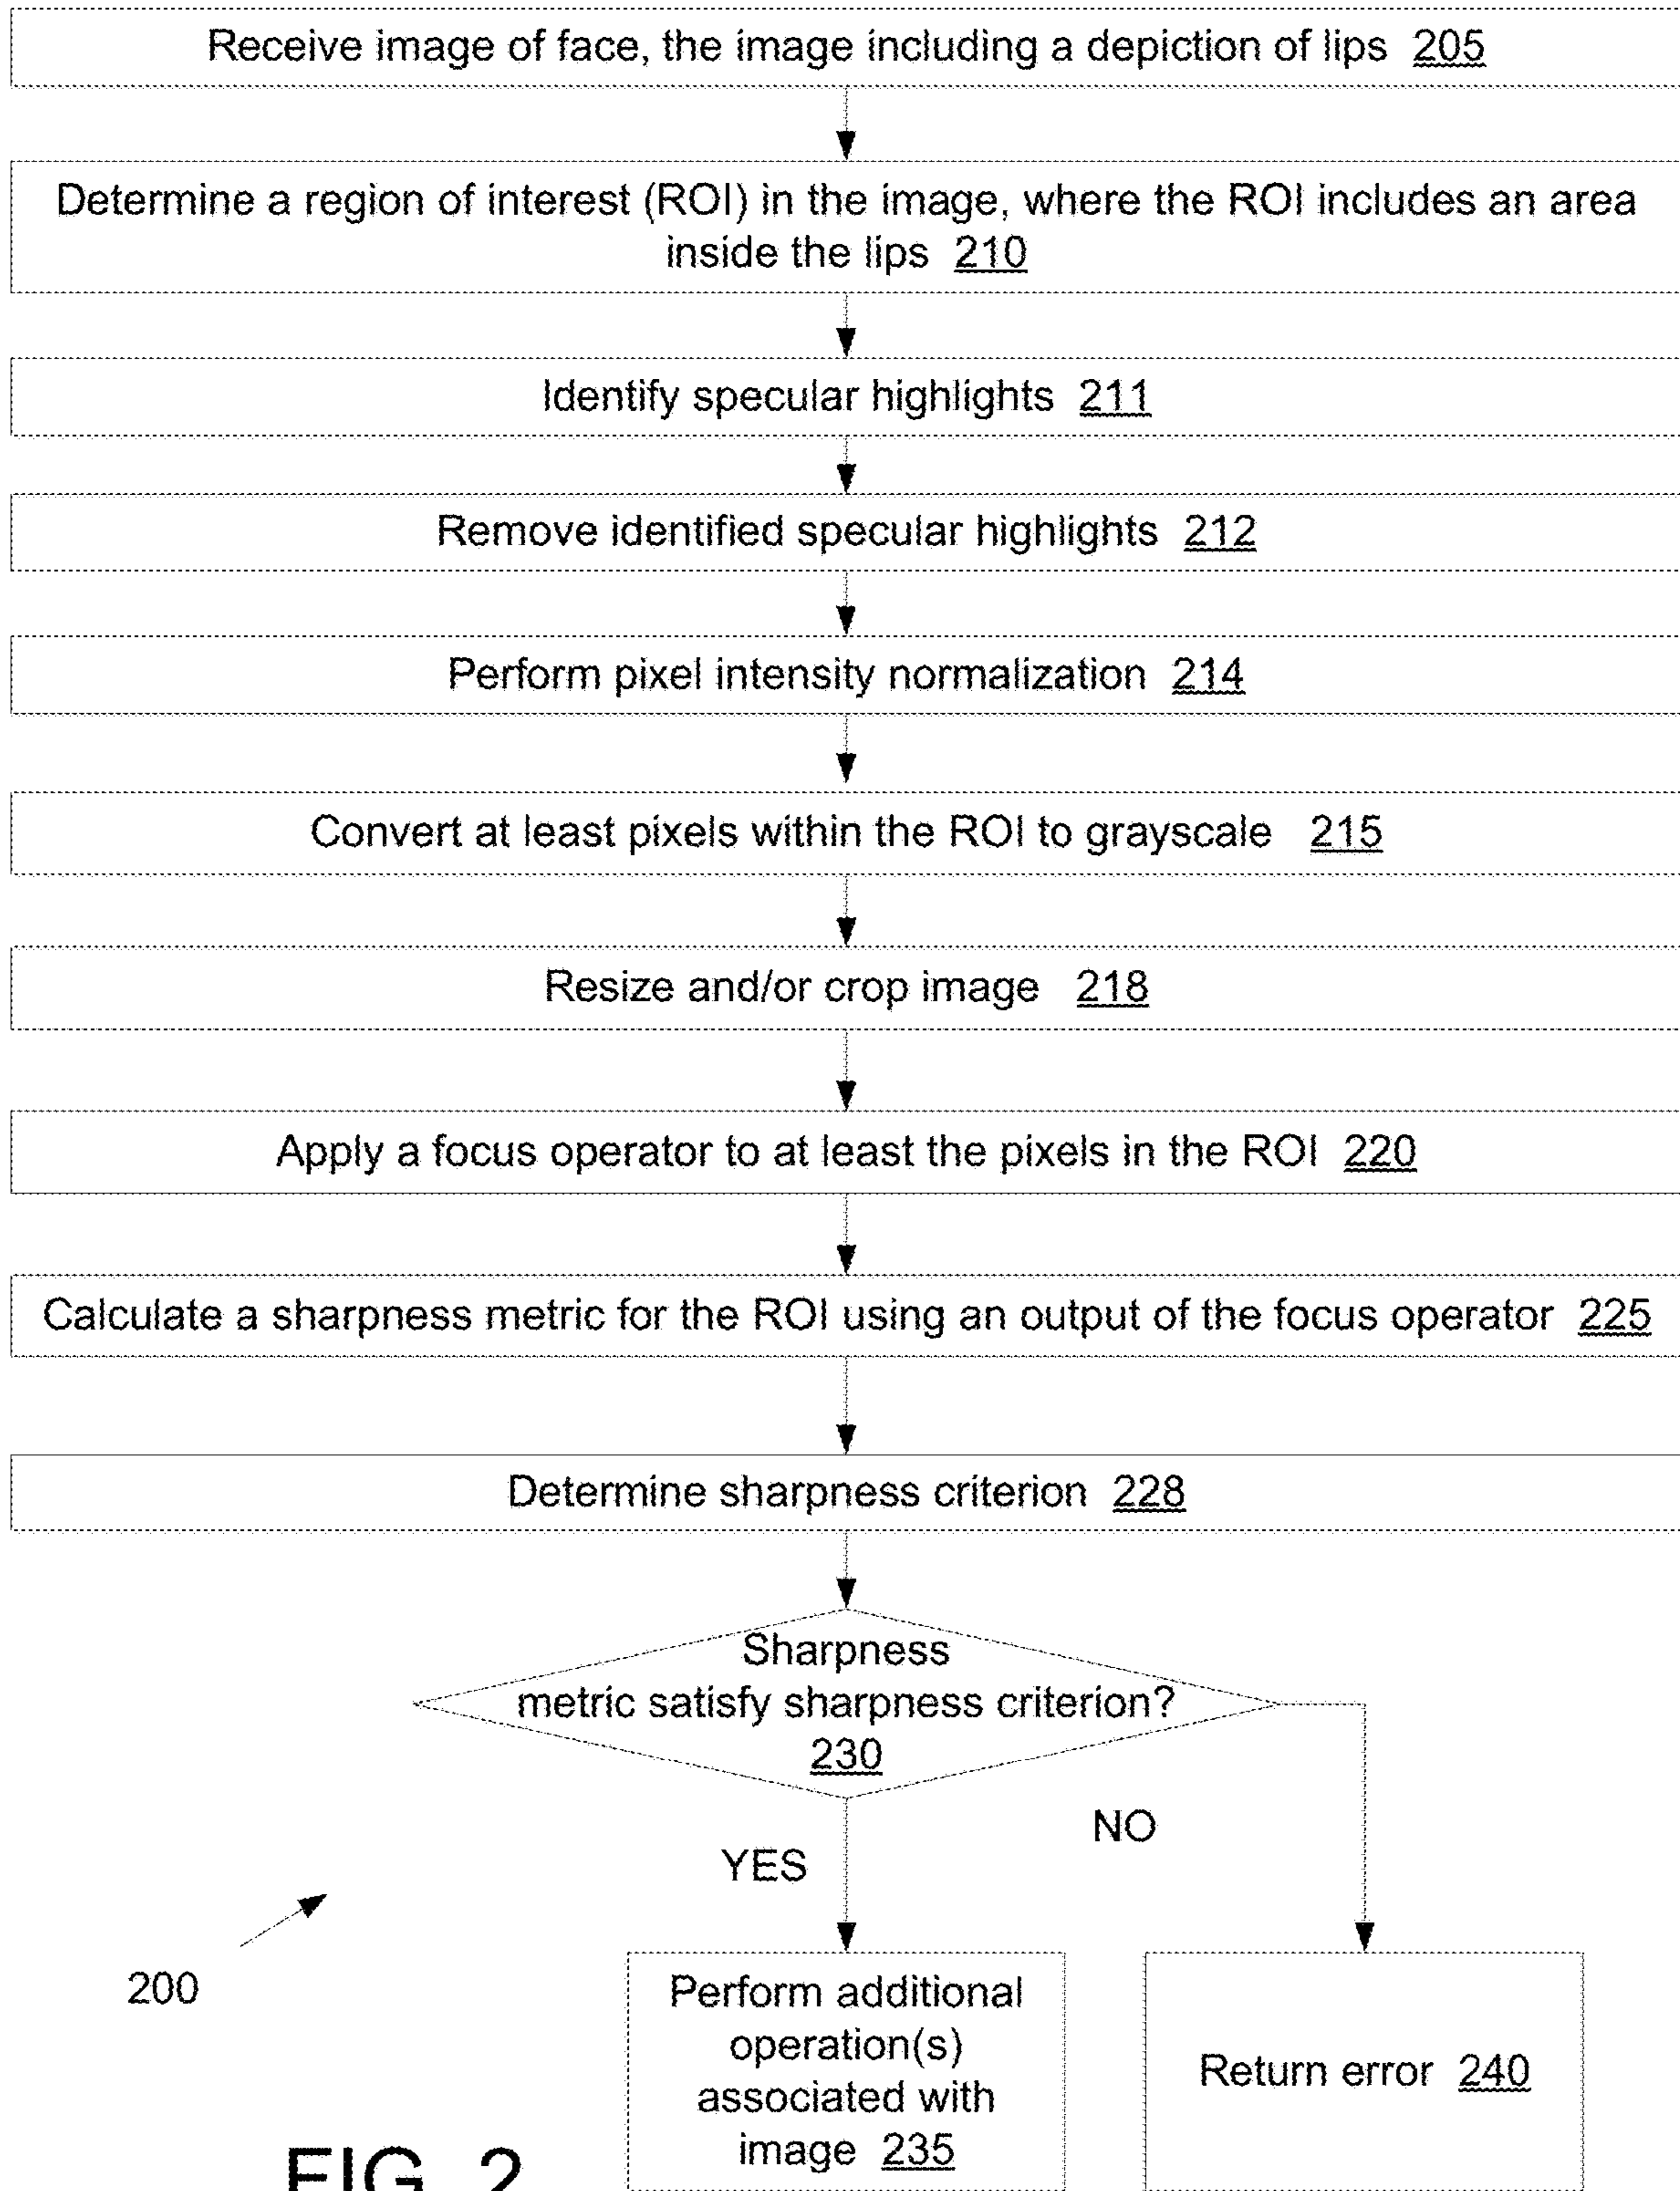 Receive image of face, the image including a depiction of lips 205
Determine a region of interest (ROI) in the image, where the ROI includes an area
inside the lips 210
Identify specular highlights 211
Remove identified specular highlights 212
Perform pixel intensity normalization 214
Convert at least pixels within the ROI to grayscale 215
Resize and/or crop image 218
Apply a focus operator to at least the pixels in the ROI 220
Calculate a sharpness metric for the ROI using an output of the focus operator 225
Determine sharpness criterion 228
Sharpness
metric satisfy sharpness criterion?
230
NO
YES
200
Perform additional
operation(s)
associated with
image 235
Return error 240
FIG. 2